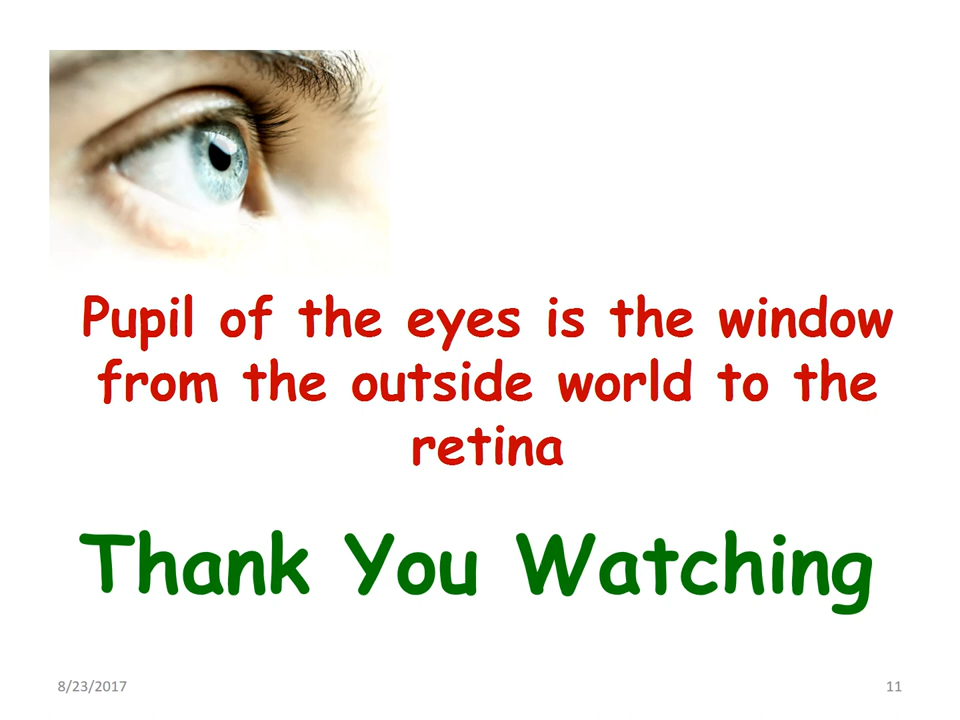 Pupil of the eyes is the window
from the outside world to the
retina
Thank You Watching
8/23/2017
11